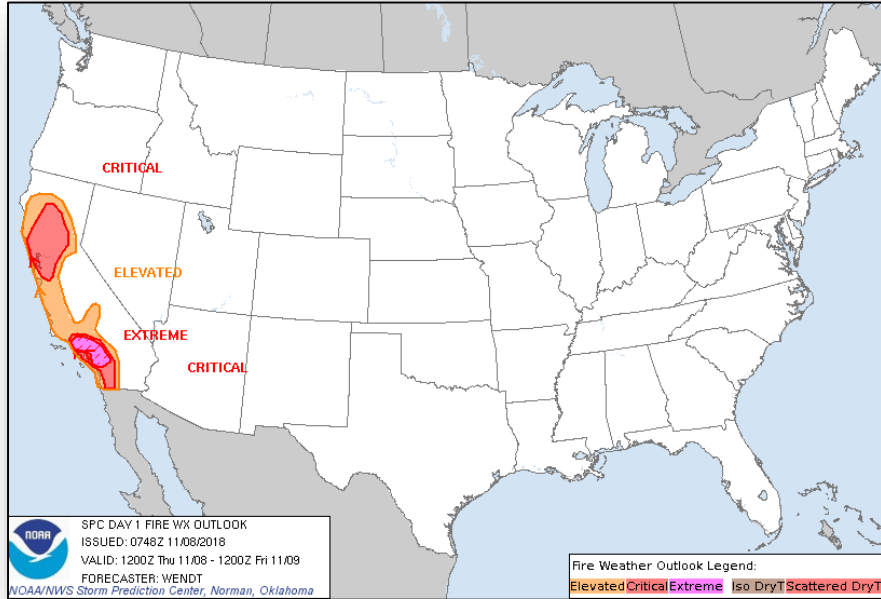 CRITICAL
ELEVATED
EXTREME
CRITICAL
SPC DAY 1 FIRE WX OUTLOOK
ISSUED: 0748Z 11/08/2018
VALID: 1200Z Thu 11/08 - 1200Z Fri 11/09
FORECASTER: WENDT
NOAA/NWS Storm Prediction Center, Norman, Oklahoma
NOAA
Fire Weather Outlook Legend:
Elevated Critical Extreme Iso DryT Scattered DryT